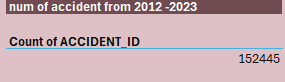 num of accident from 2012 -2023
Count of ACCIDENT_ID
152445